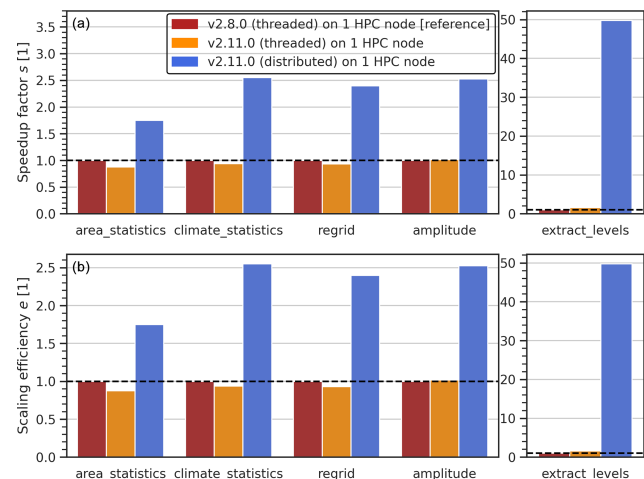 (a)
v2.8.0 (threaded) on 1 HPC node [reference]
v2.11.0 (threaded) on 1 HPC node
v2.11.0 (distributed) on 1 HPC node
Speedup factor s [1]
3.5
3.0
2.5
2.0
1.5
1.0
0.5
0.0
area_statistics climate_statistics regrid amplitude
50
40
30
20
10
0
extract_levels
(b)
Scaling efficiency e [1]
2.5
2.0
1.5
1.0
0.5
0.0
area_statistics climate_statistics regrid amplitude
50
40
30
20
10
0
extract_levels